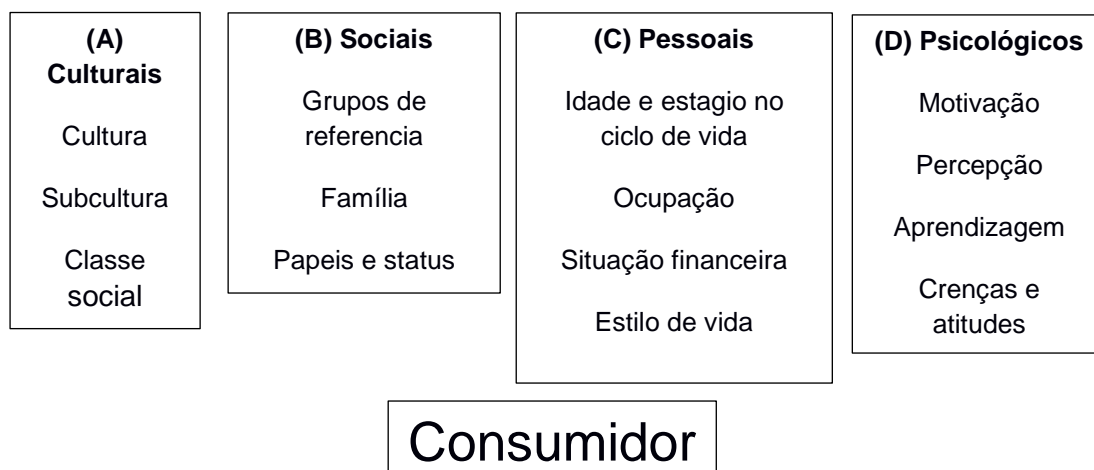 (A)
Culturais
Cultura
Subcultura
Classe
social
(B) Sociais
Grupos de
referencia
Família
Papeis e status
(C) Pessoais
Idade e estagio no
ciclo de vida
Ocupação
Situação financeira
Estilo de vida
(D) Psicológicos
Motivação
Percepção
Aprendizagem
Crenças e
atitudes
Consumidor